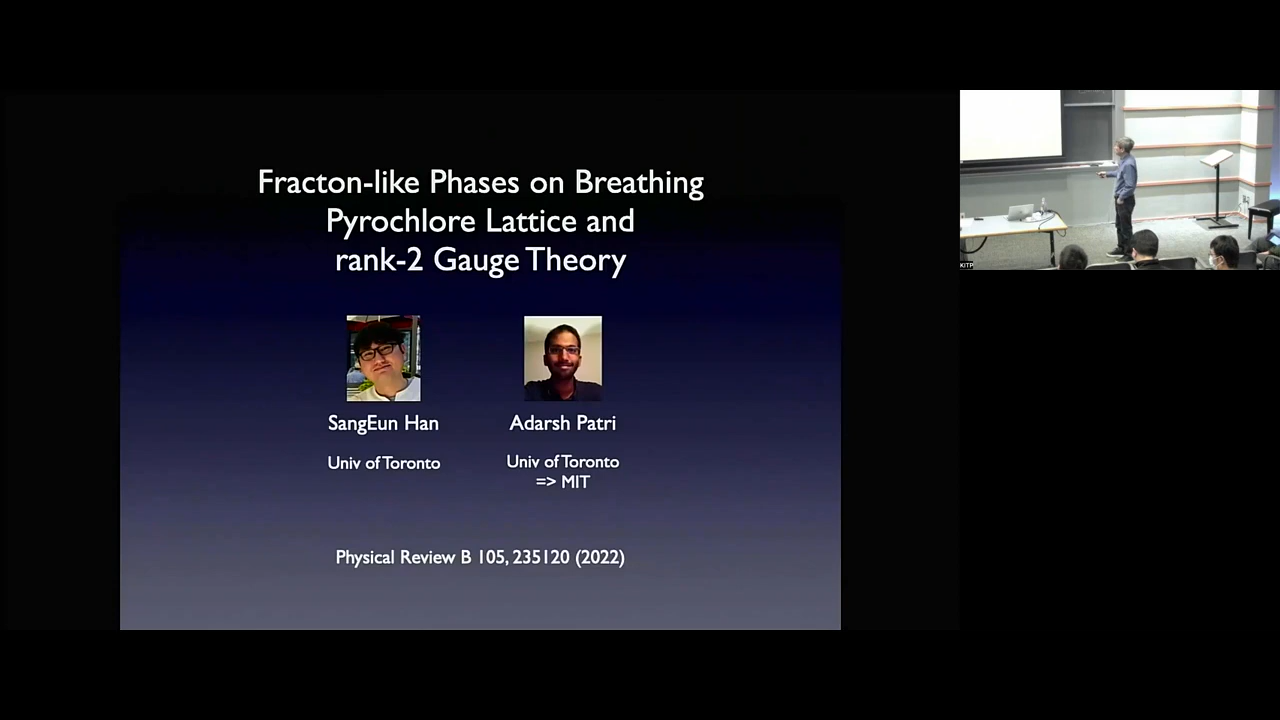 Fracton-like Phases on Breathing
Pyrochlore Lattice and
rank-2 Gauge Theory
SangEun Han
Adarsh Patri
Univ of Toronto
Univ of Toronto
=> MIT
Physical Review B 105, 235120 (2022)
KITP